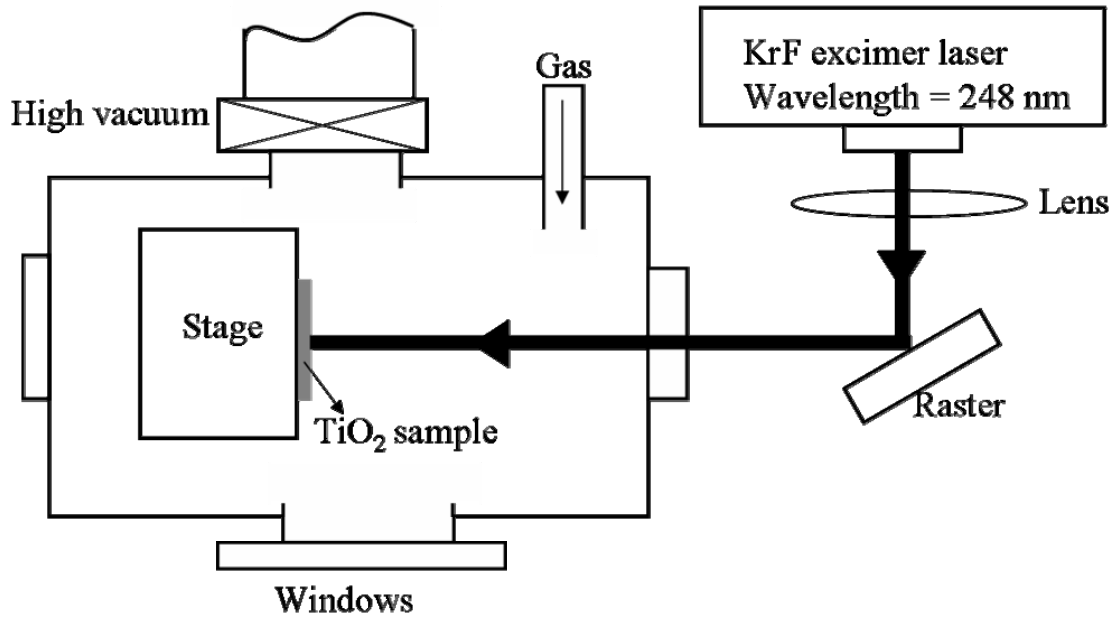 KrF excimer laser
Wavelength = 248 nm
Gas
High vacuum
Lens
Stage
TiO₂ sample
Raster
Windows